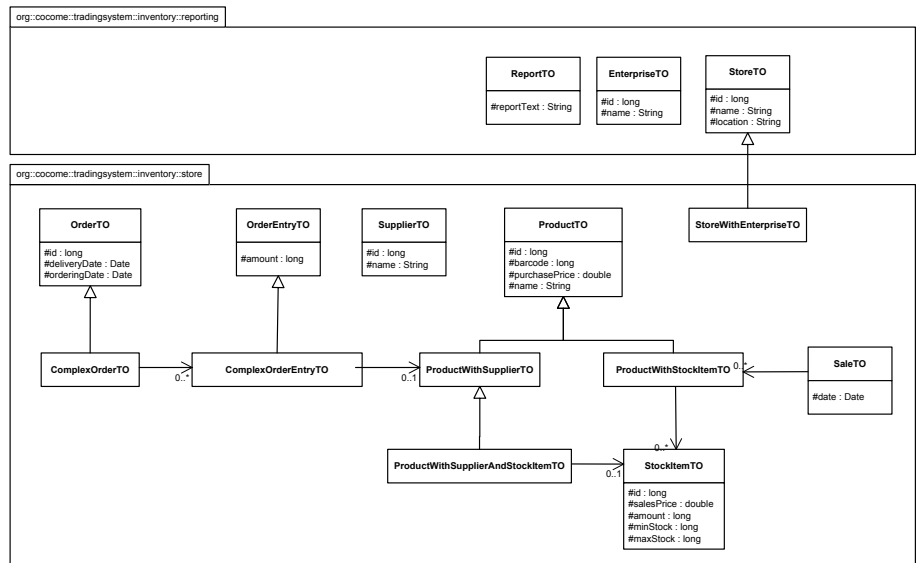 org::cocome::tradingsystem::inventory::reporting
ReportTO
#reportText : String
EnterpriseTO
#id : long
#name : String
StoreTO
#id : long
#name : String
#location : String
org::cocome::tradingsystem::inventory::store
OrderTO
#id : long
#deliveryDate : Date
#orderingDate : Date
OrderEntryTO
#amount : long
SupplierTO
#id : long
#name : String
ProductTO
#id : long
#barcode : long
#purchasePrice : double
#name : String
StoreWithEnterpriseTO
ComplexOrderTO
0..*
ComplexOrderEntryTO
0..1
ProductWithSupplierTO
ProductWithStockItemTO
0..*
SaleTO
#date : Date
ProductWithSupplierAndStockItemTO
0..1
0..*
StockItemTO
#id : long
#salesPrice : double
#amount : long
#minStock : long
#maxStock : long